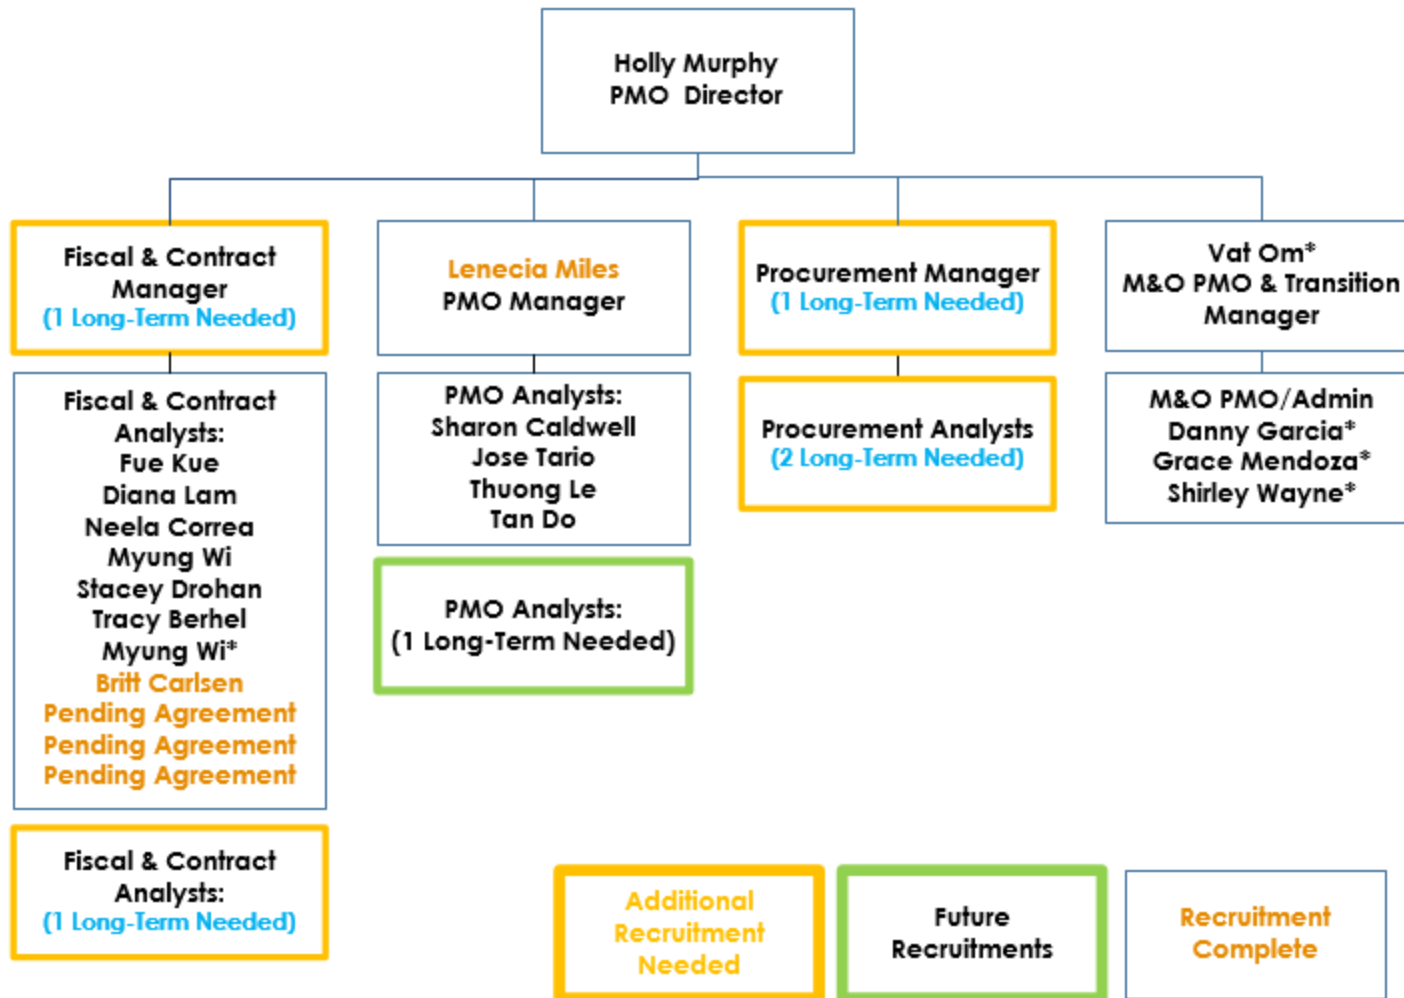 Holly Murphy
PMO Director
Fiscal & Contract
Manager
(1 Long-Term Needed)
Lenecia Miles
PMO Manager
Procurement Manager
(1 Long-Term Needed)
Vat Om*
M&O PMO & Transition
Manager
Fiscal & Contract
Analysts:
Fue Kue
Diana Lam
Neela Correa
Myung Wi
Stacey Drohan
Tracy Berhel
Myung Wi*
Britt Carlsen
Pending Agreement
Pending Agreement
Pending Agreement
PMO Analysts:
Sharon Caldwell
Jose Tario
Thuong Le
Tan Do
Procurement Analysts
(2 Long-Term Needed)
M&O PMO/Admin
Danny Garcia*
Grace Mendoza*
Shirley Wayne*
PMO Analysts:
(1 Long-Term Needed)
Fiscal & Contract
Analysts:
(1 Long-Term Needed)
Additional
Recruitment
Needed
Future
Recruitments
Recruitment
Complete